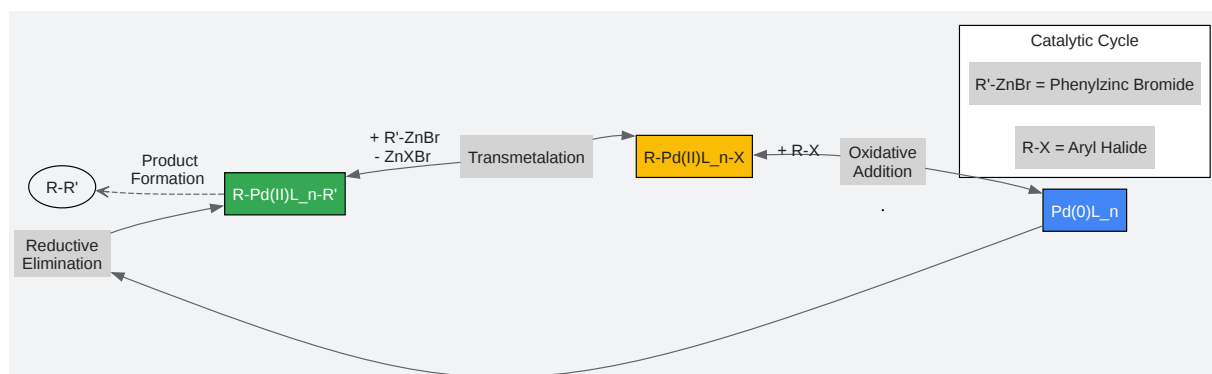 Catalytic Cycle
R'-ZnBr = Phenylzinc Bromide
R-X = Aryl Halide
+ R'-ZnBr
- ZnXBr
Transmetalation
R-Pd(II)L_n-X
+ R-X
Oxidative
Addition
Product
Formation
R-R'
R-Pd(II)L_n-R'
Pd(0)L_n
.
Reductive
Elimination